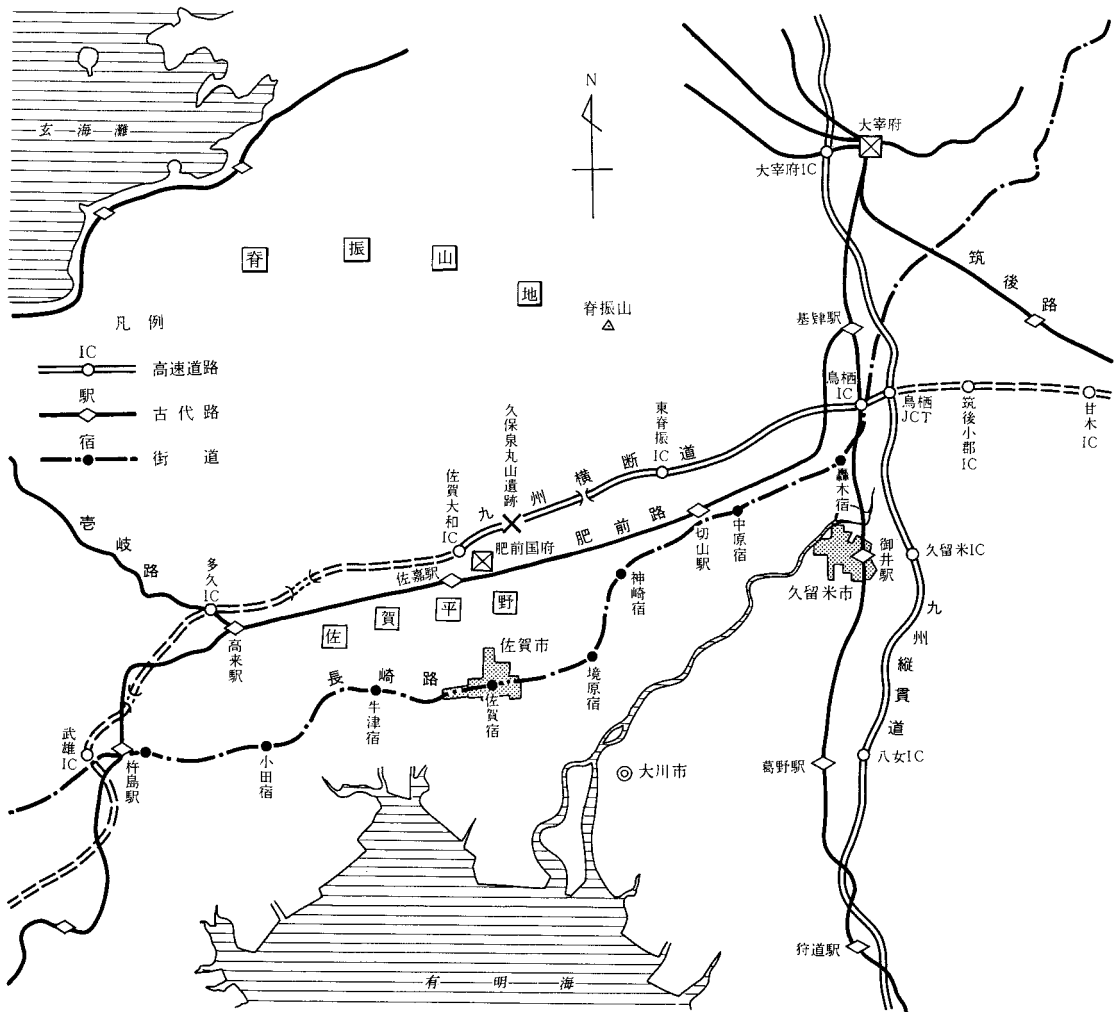 玄海灘
N
大宰府
大宰府IC
脊振山地
脊振山
筑後路
凡例
IC
高速道路
駅
古代路
宿
街道
基肄駅
鳥栖IC
鳥栖JCT
筑後小郡IC
甘木IC
久保泉丸山遺跡
東脊振IC
九州横断道
佐賀大和IC
肥前国府
肥前路
轟木宿
切山駅
中原宿
壱岐路
多久IC
佐嘉駅
神崎宿
御井駅
久留米IC
久留米市
高来駅
佐賀平野
佐賀市
長崎路
牛津宿
佐賀宿
境原宿
九州縦貫道
武雄IC
杵島駅
小田宿
大川市
葛野駅
八女IC
有明海
狩道駅